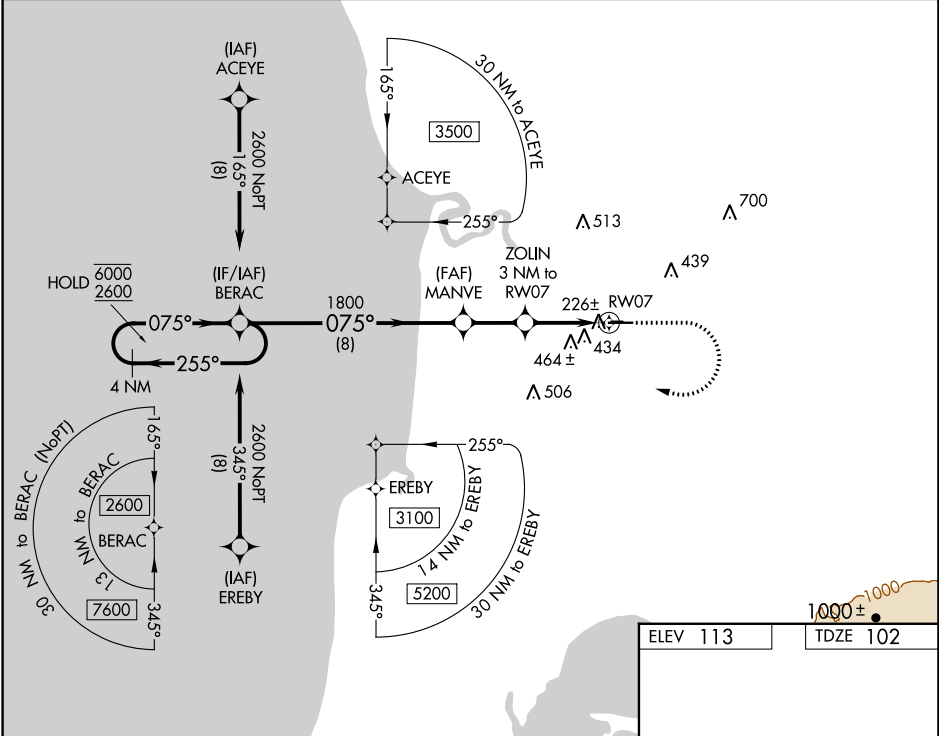 (IAF)
ACEYE
2600 NoPT
165°
(8)
165°
30 NM to ACEYE
3500
ACEYE
255°
513
700
439
HOLD
6000
2600
(IF/IAF)
BERAC
075°
255°
4 NM
1800
075°
(8)
(FAF)
MANVE
ZOLIN
3 NM to
RW07
226±
RW07
464±
434
506
2600 NoPT
345°
(8)
(IAF)
EREBY
30 NM to BERAC (NoPT)
13 NM to BERAC
165°
2600
BERAC
7600
345°
255°
EREBY
3100
14 NM to EREBY
5200
30 NM to EREBY
345°
1000
1000±
ELEV 113
TDZE 102